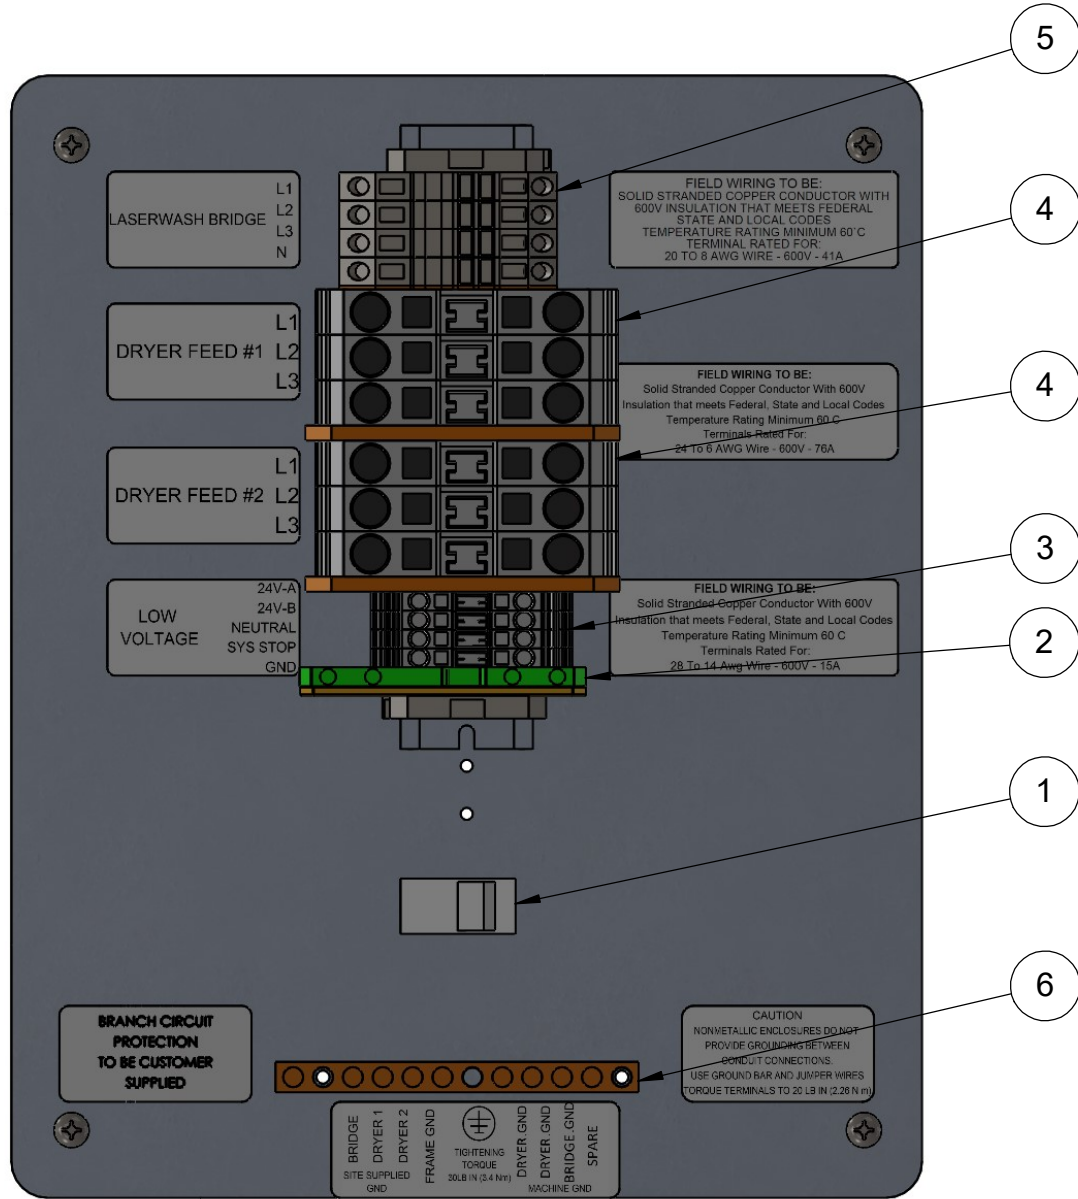 5
4
4
3
2
1
6
LASERWASH BRIDGE
L1
L2
L3
N
FIELD WIRING TO BE:
SOLID STRANDED COPPER CONDUCTOR WITH
600V INSULATION THAT MEETS FEDERAL
STATE AND LOCAL CODES
TEMPERATURE RATING MINIMUM 60°C
TERMINAL RATED FOR:
20 TO 8 AWG WIRE - 600V - 41A
DRYER FEED #1
L1
L2
L3
FIELD WIRING TO BE:
Solid Stranded Copper Conductor With 600V
Insulation that meets Federal, State and Local Codes
Temperature Rating Minimum 60 C
Terminals Rated For:
24 To 6 AWG Wire - 600V - 76A
DRYER FEED #2
L1
L2
L3
LOW
VOLTAGE
24V-A
24V-B
NEUTRAL
SYS STOP
GND
FIELD WIRING TO BE:
Solid Stranded Copper Conductor With 600V
Insulation that meets Federal, State and Local Codes
Temperature Rating Minimum 60 C
Terminals Rated For:
28 To 14 Awg Wire - 600V - 15A
BRANCH CIRCUIT
PROTECTION
TO BE CUSTOMER
SUPPLIED
CAUTION
NONMETALLIC ENCLOSURES DO NOT
PROVIDE GROUNDING BETWEEN
CONDUIT CONNECTIONS.
USE GROUND BAR AND JUMPER WIRES
TORQUE TERMINALS TO 20 LB IN (2.26 N m)
BRIDGE
DRYER 1
DRYER 2
FRAME GND
SITE SUPPLIED
GND
TIGHTENING
TORQUE
30LB IN (3.4 Nm)
DRYER.GND
DRYER.GND
BRIDGE.GND
SPARE
MACHINE GND